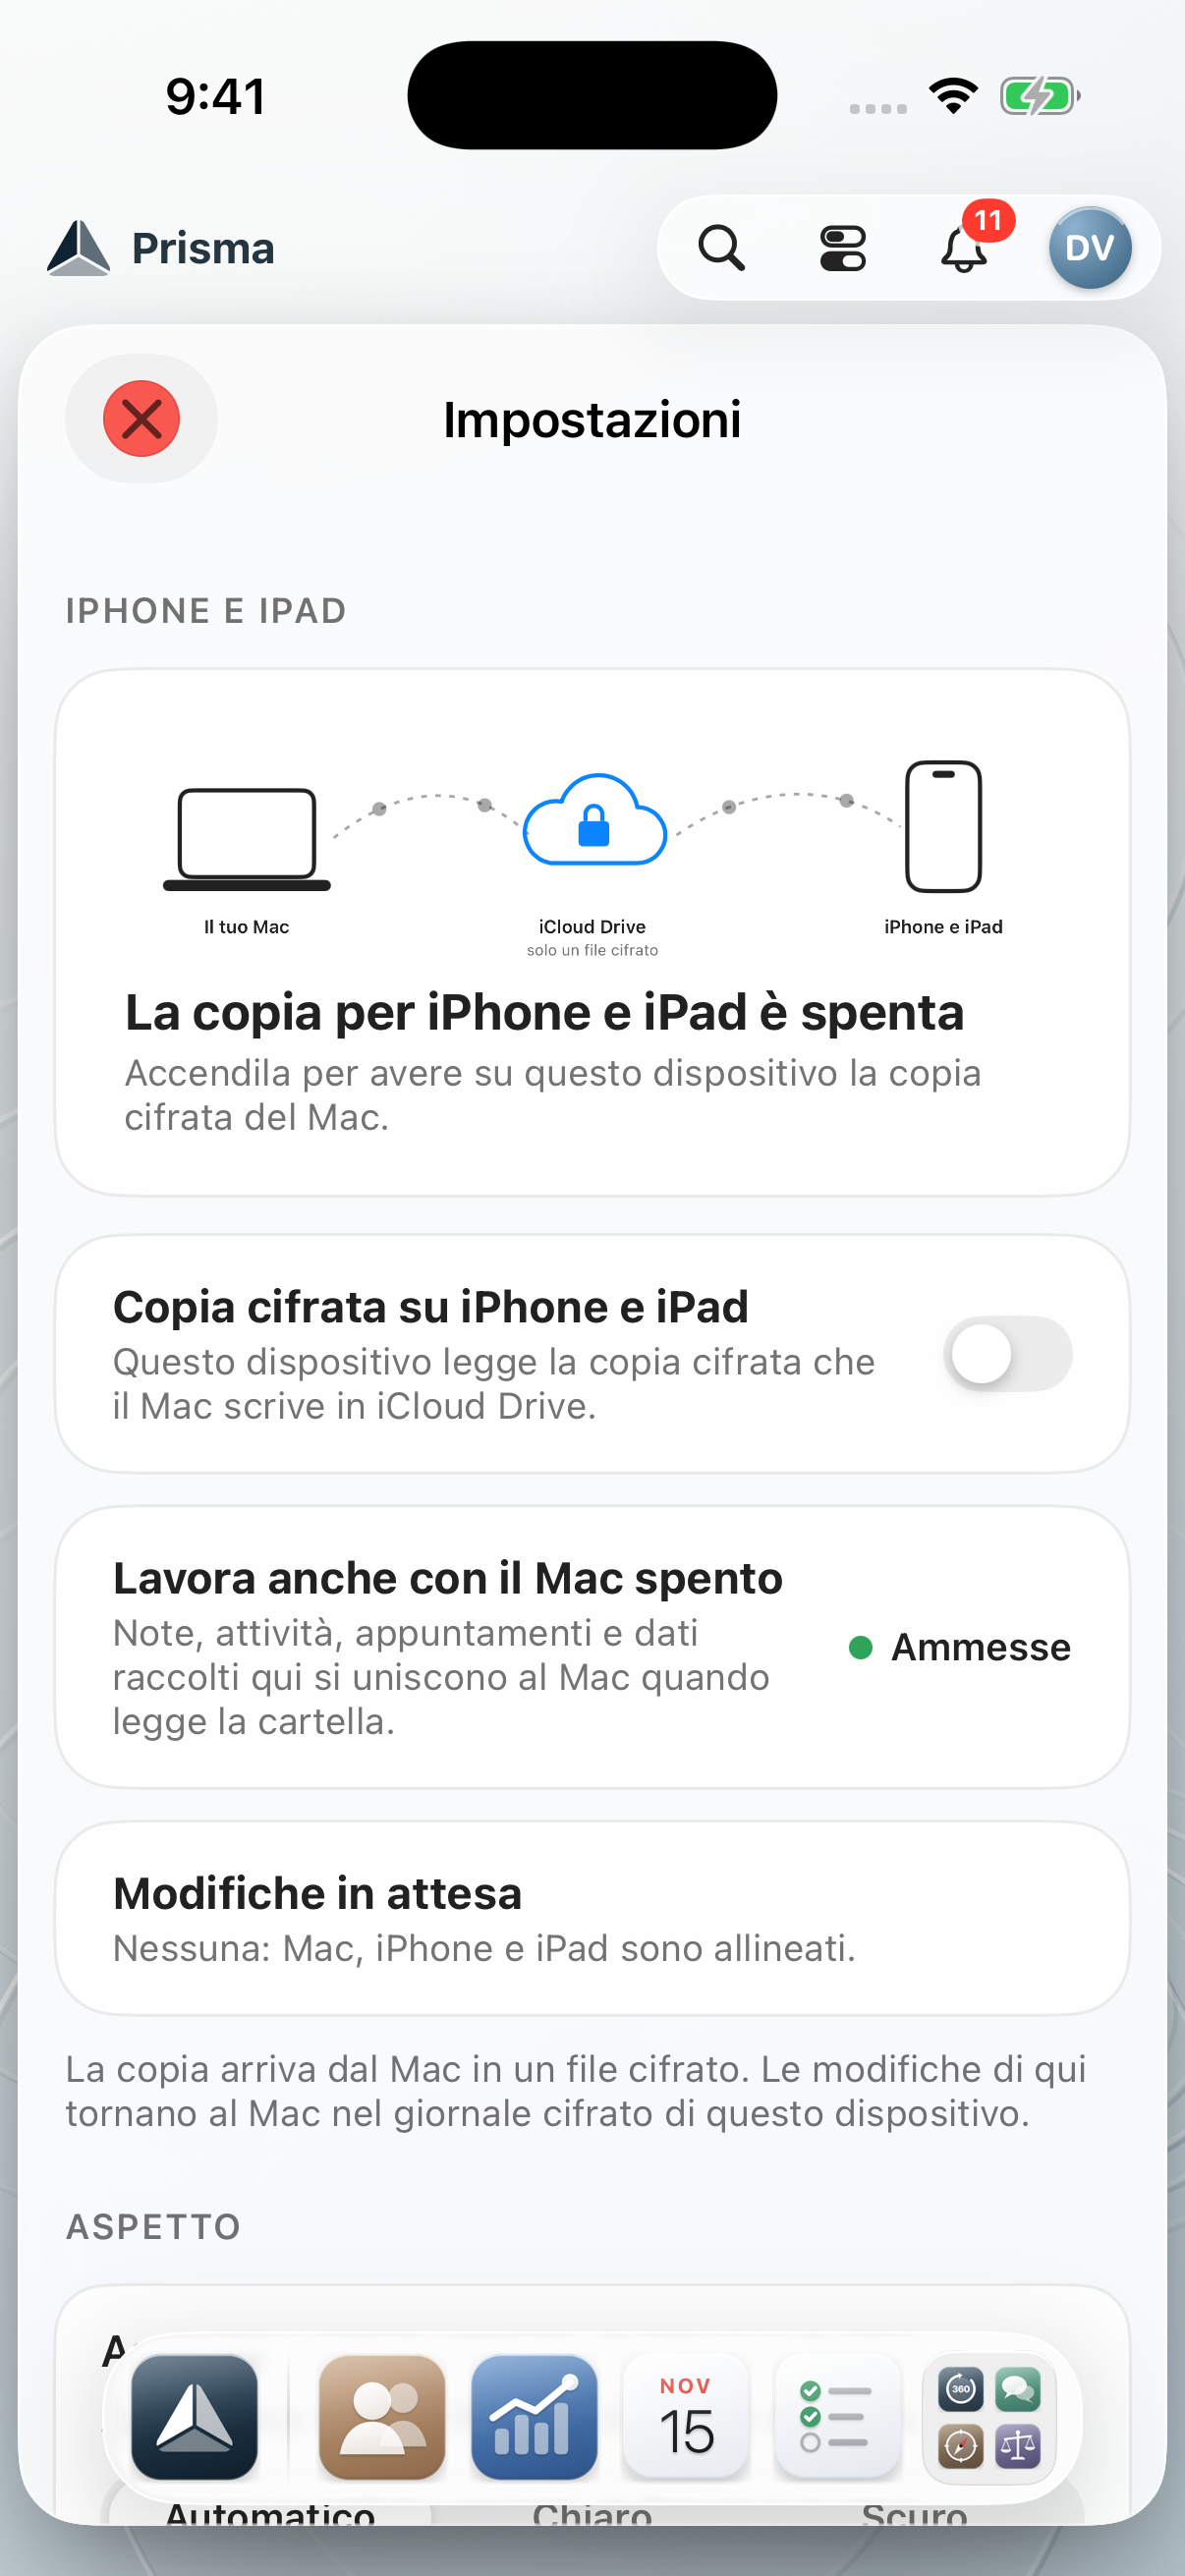 9:41
Prisma
11
DV
Impostazioni
IPHONE E IPAD
Il tuo Mac
iCloud Drive
solo un file cifrato
iPhone e iPad
La copia per iPhone e iPad è spenta
Accendila per avere su questo dispositivo la copia
cifrata del Mac.
Copia cifrata su iPhone e iPad
Questo dispositivo legge la copia cifrata che
il Mac scrive in iCloud Drive.
Lavora anche con il Mac spento
Note, attività, appuntamenti e dati
raccolti qui si uniscono al Mac quando
legge la cartella.
Ammesse
Modifiche in attesa
Nessuna: Mac, iPhone e iPad sono allineati.
La copia arriva dal Mac in un file cifrato. Le modifiche di qui
tornano al Mac nel giornale cifrato di questo dispositivo.
ASPETTO
NOV
15
360
Automatico
Chiaro
Scuro